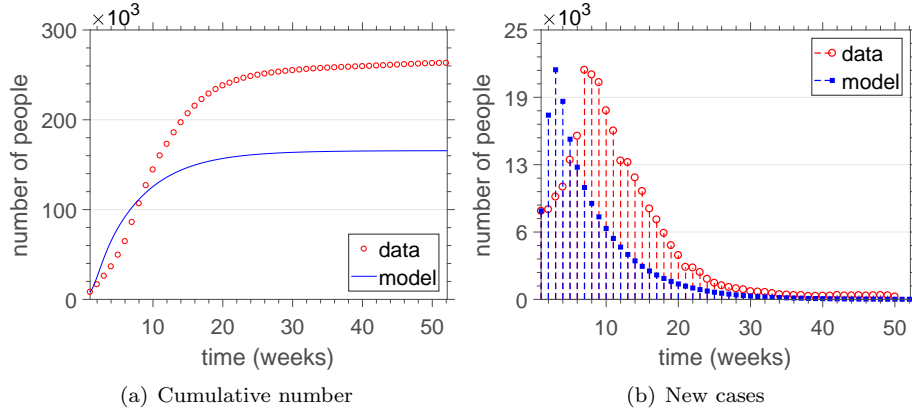 ×10³
300
200
100
0
10 20 30 40 50
number of people
time (weeks)
data
model
(a) Cumulative number
×10³
25
19
13
6
0
10 20 30 40 50
number of people
time (weeks)
data
model
(b) New cases